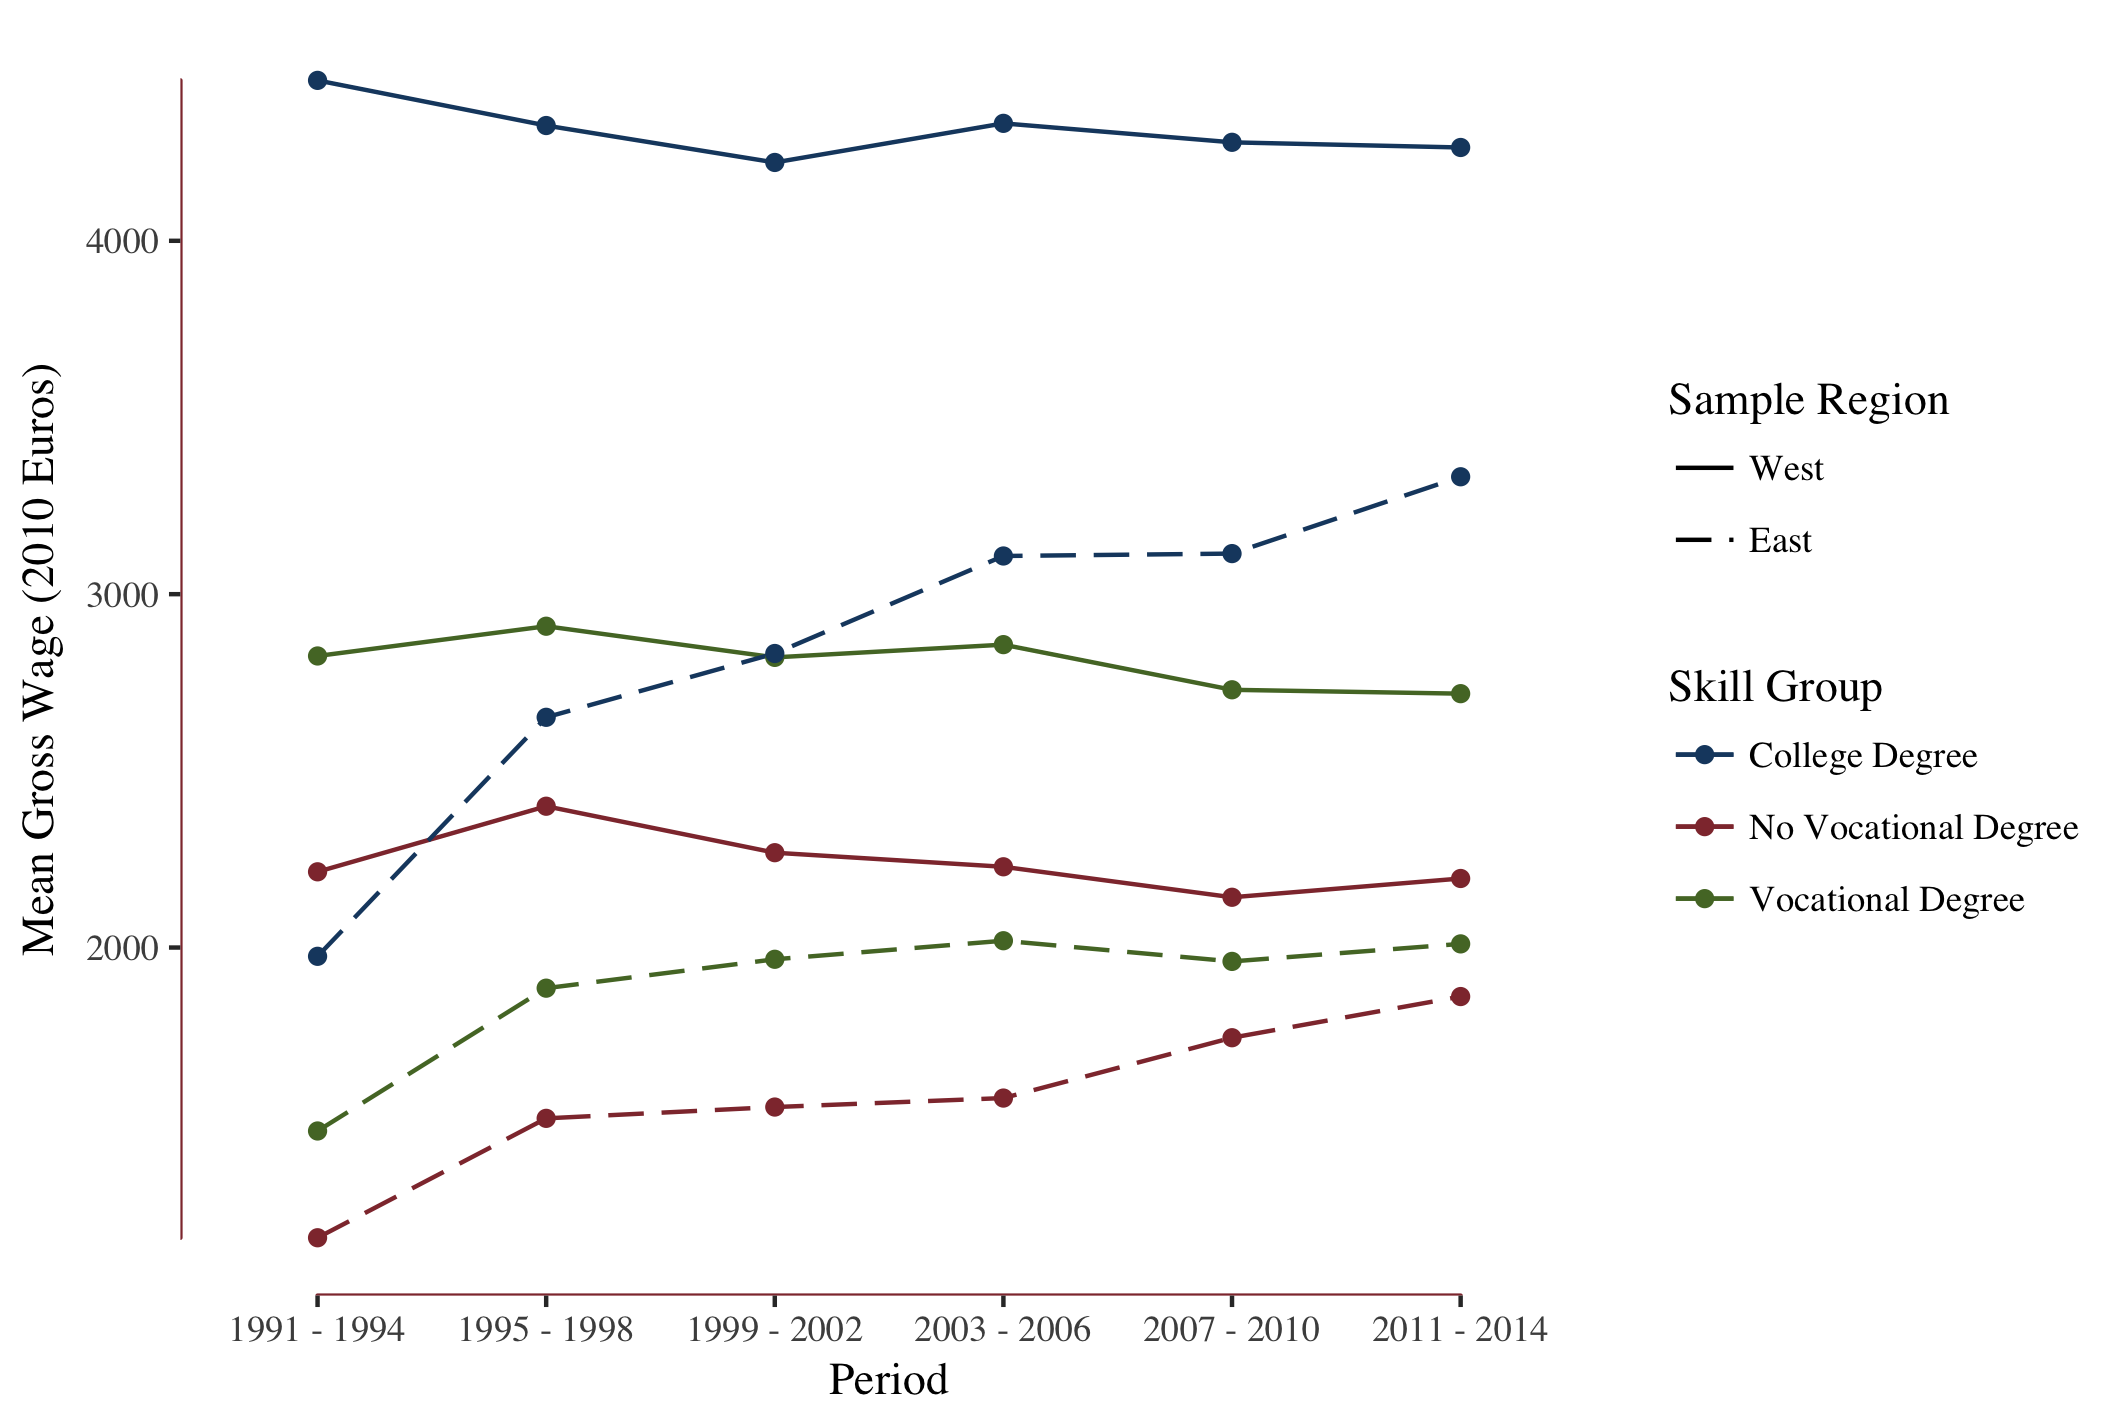 Mean Gross Wage (2010 Euros)
4000
3000
2000
1991 - 1994
1995 - 1998
1999 - 2002
2003 - 2006
2007 - 2010
2011 - 2014
Period
Sample Region
West
East
Skill Group
College Degree
No Vocational Degree
Vocational Degree